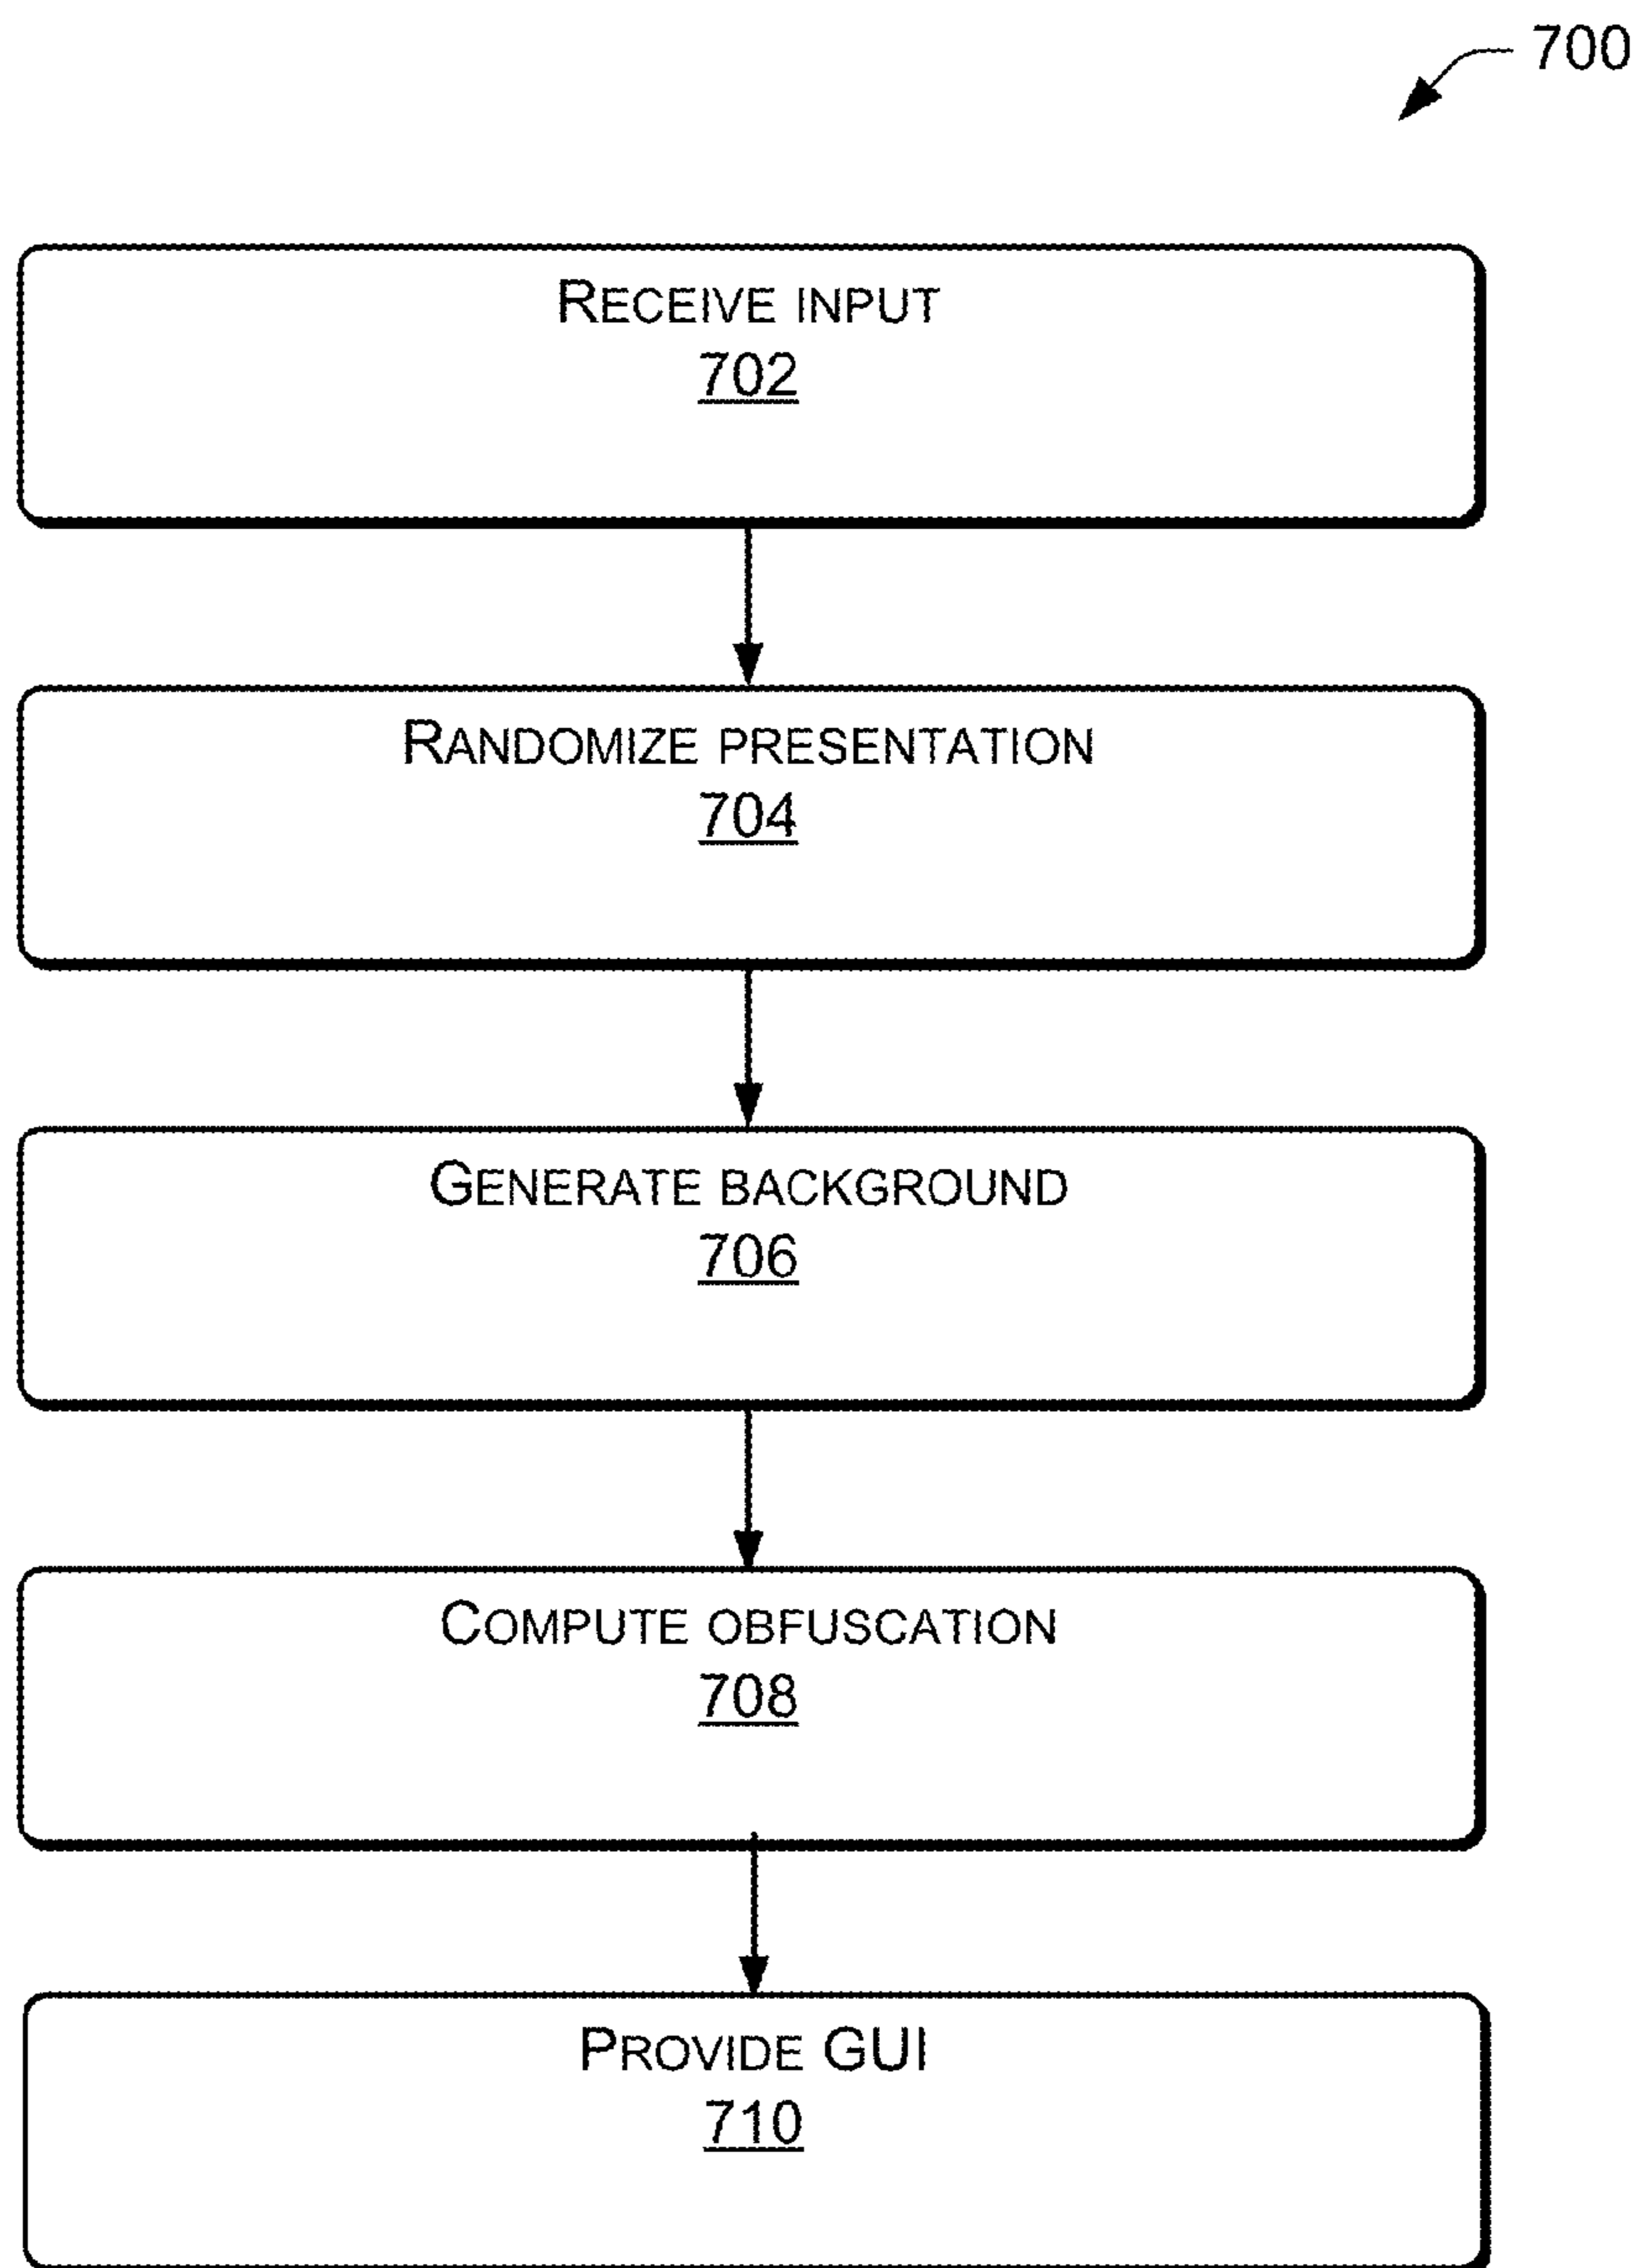 700
RECEIVE INPUT
702
RANDOMIZE PRESENTATION
704
GENERATE BACKGROUND
706
COMPUTE OBFUSCATION
708
PROVIDE GUI
710